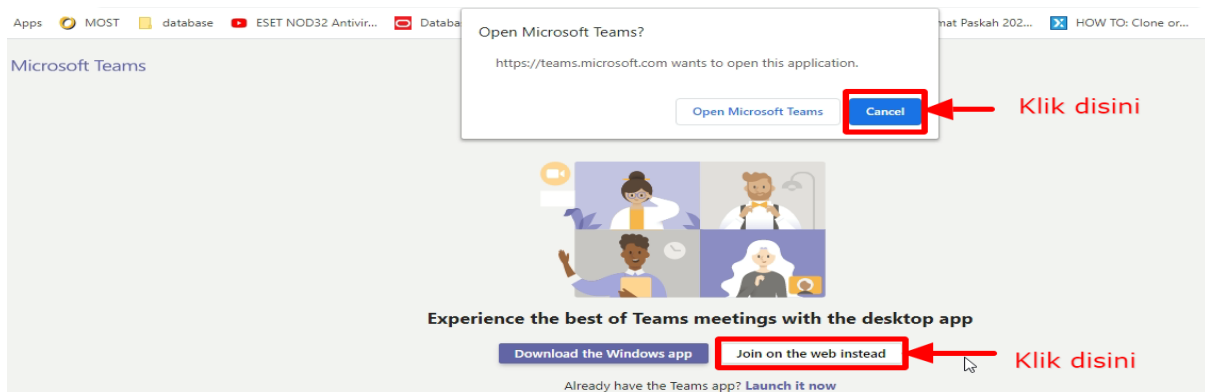 Apps MOST database ESET NOD32 Antivir... Databa mat Paskah 202... HOW TO: Clone or...
Open Microsoft Teams?
https://teams.microsoft.com wants to open this application.
Microsoft Teams
Open Microsoft Teams Cancel Klik disini
Experience the best of Teams meetings with the desktop app
Download the Windows app Join on the web instead Klik disini
Already have the Teams app? Launch it now